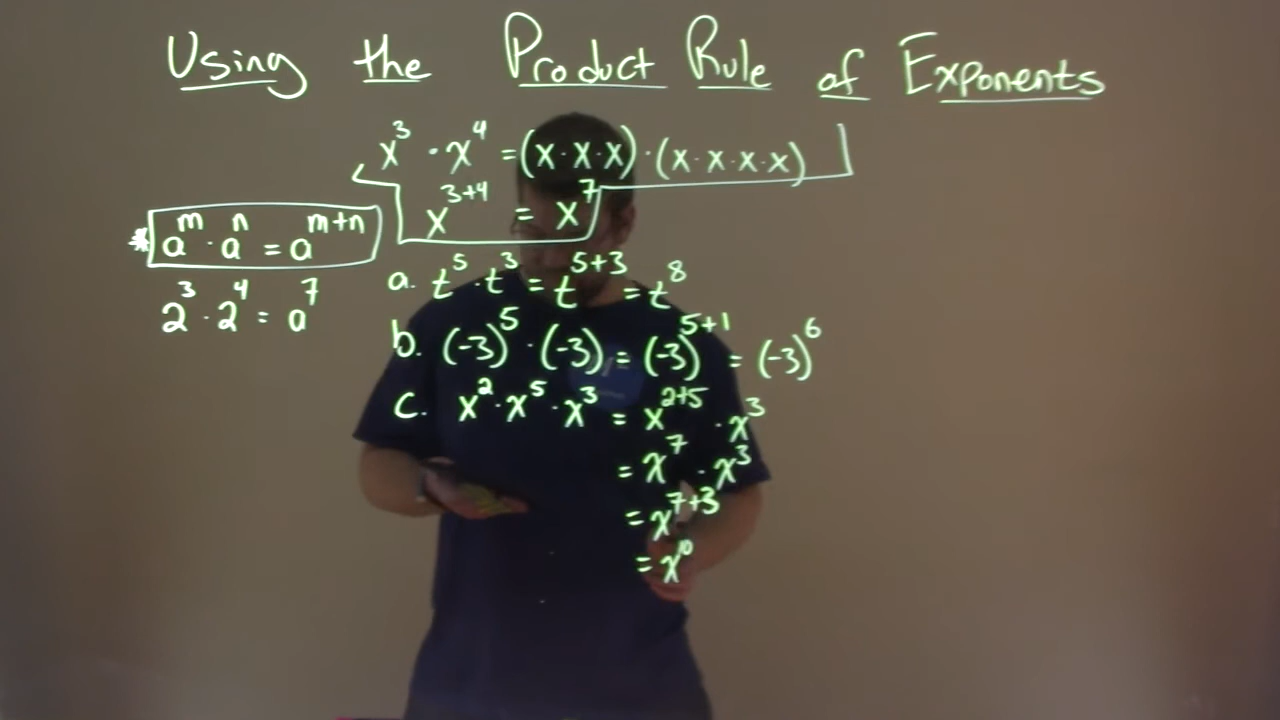 Using the Product Rule of Exponents
x³ · x⁴ = (x·x·x)·(x·x·x·x)
x³⁺⁴ = x⁷
* aᵐ · aⁿ = aᵐ⁺ⁿ
2³ · 2⁴ = a⁷
a. t⁵ · t³ = t⁵⁺³ = t⁸
b. (-3)⁵ · (-3) = (-3)⁵⁺¹ = (-3)⁶
c. x² · x⁵ · x³ = x²⁺⁵ · x³
= x⁷ · x³
= x⁷⁺³
= x¹⁰